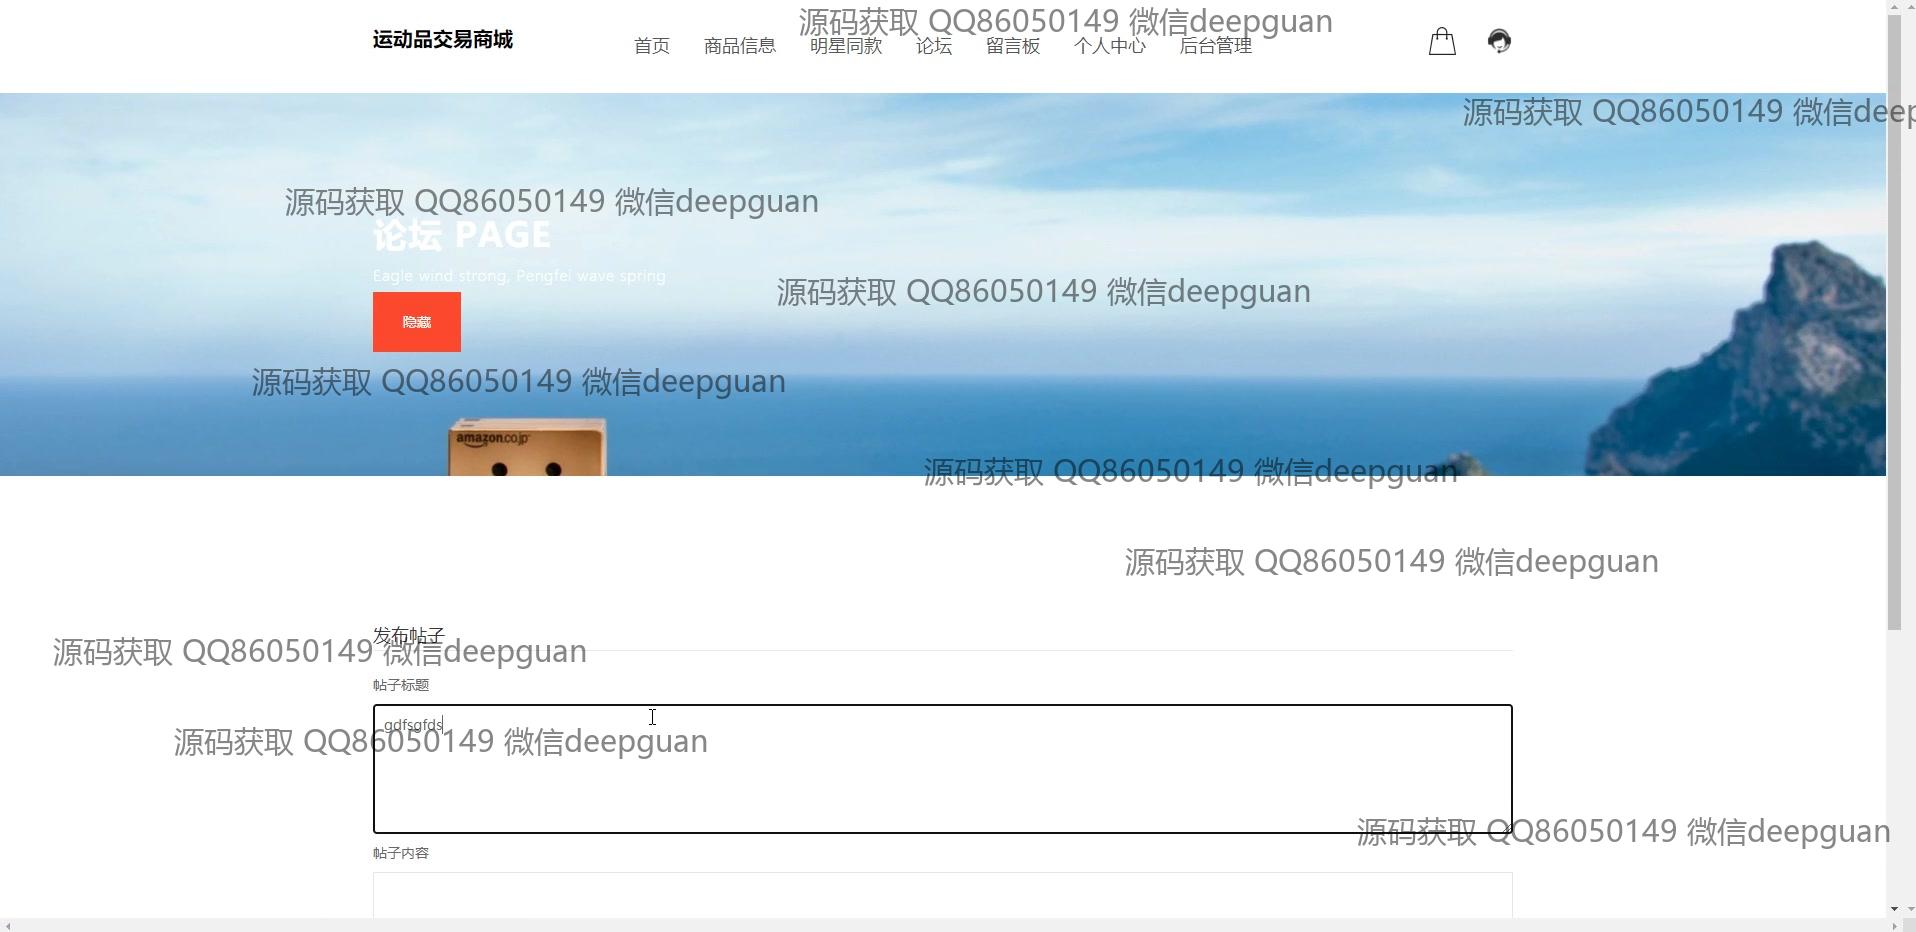 源码获取 QQ86050149 微信deepguan
运动品交易商城
首页 商品信息 明星同款 论坛 留言板 个人中心 后台管理
源码获取 QQ86050149 微信deep
源码获取 QQ86050149 微信deepguan
论坛 PAGE
Eagle wind strong, Pengfei wave spring
源码获取 QQ86050149 微信deepguan
隐藏
源码获取 QQ86050149 微信deepguan
amazon.co.jp
源码获取 QQ86050149 微信deepguan
源码获取 QQ86050149 微信deepguan
发布帖子
源码获取 QQ86050149 微信deepguan
帖子标题
gdfsgfds
源码获取 QQ86050149 微信deepguan
源码获取 QQ86050149 微信deepguan
帖子内容